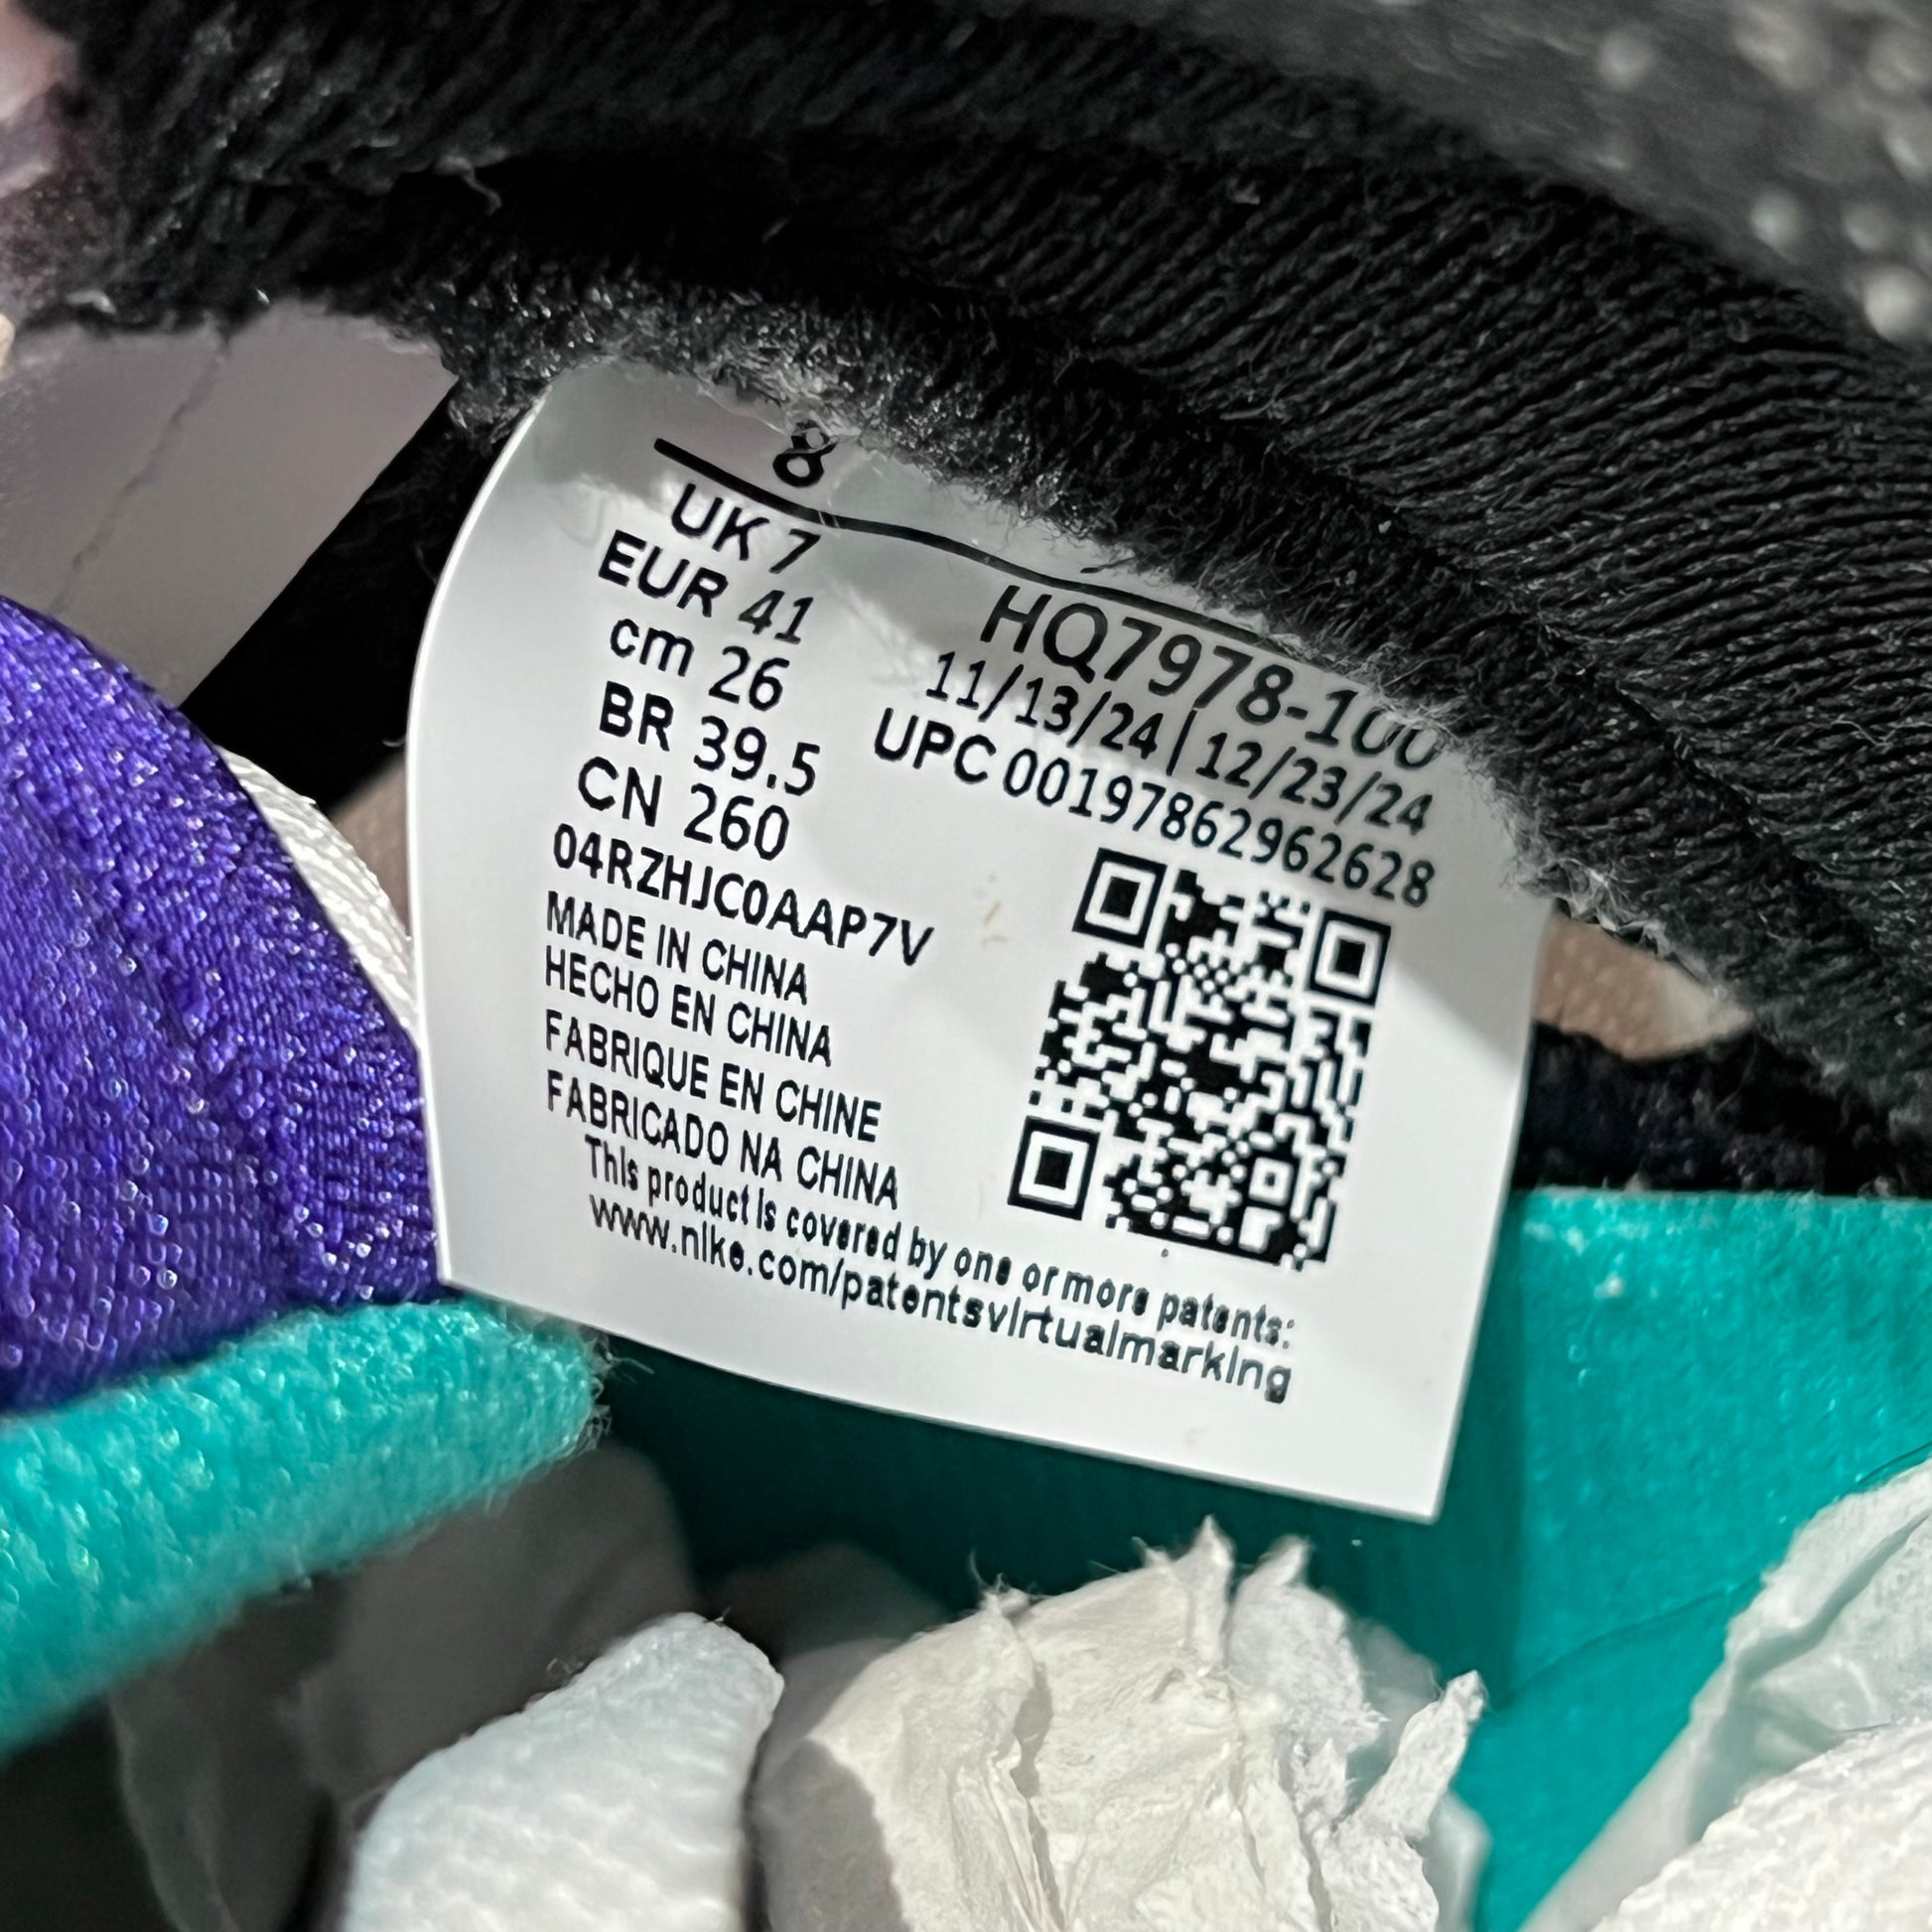 8
UK 7
EUR 41
cm 26
BR 39.5
CN 260
04RZHJC0AAP7V
MADE IN CHINA
HECHO EN CHINA
FABRIQUE EN CHINE
FABRICADO NA CHINA
HQ7978-100
11/13/24 | 12/23/24
UPC 00197862962628
This product is covered by one or more patents:
www.nike.com/patentsvirtualmarking